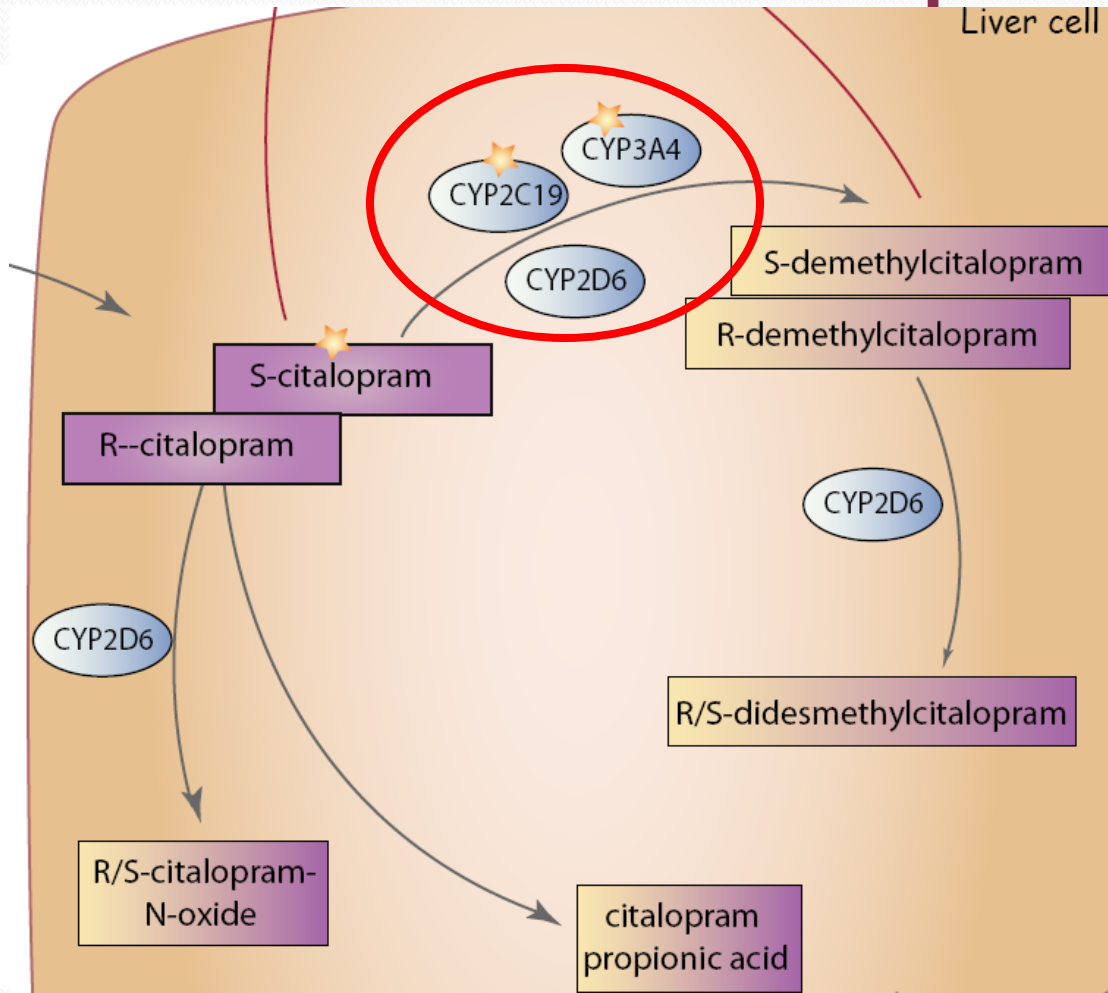 Liver cell
CYP3A4
CYP2C19
CYP2D6
S-demethylcitalopram
R-demethylcitalopram
S-citalopram
R--citalopram
CYP2D6
CYP2D6
R/S-didesmethylcitalopram
R/S-citalopram-
N-oxide
citalopram
propionic acid